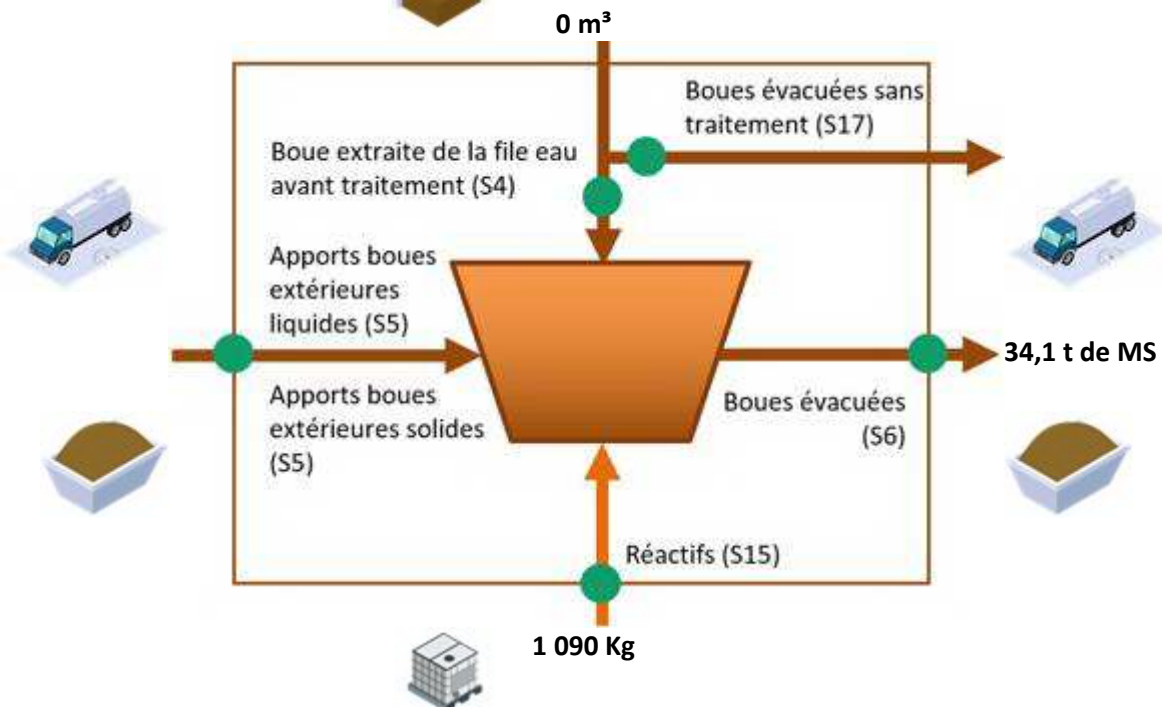 0 m³
Boues évacuées sans
traitement (S17)
Boue extraite de la file eau
avant traitement (S4)
Apports boues
extérieures
liquides (S5)
34,1 t de MS
Apports boues
extérieures solides
(S5)
Boues évacuées
(S6)
Réactifs (S15)
1 090 Kg